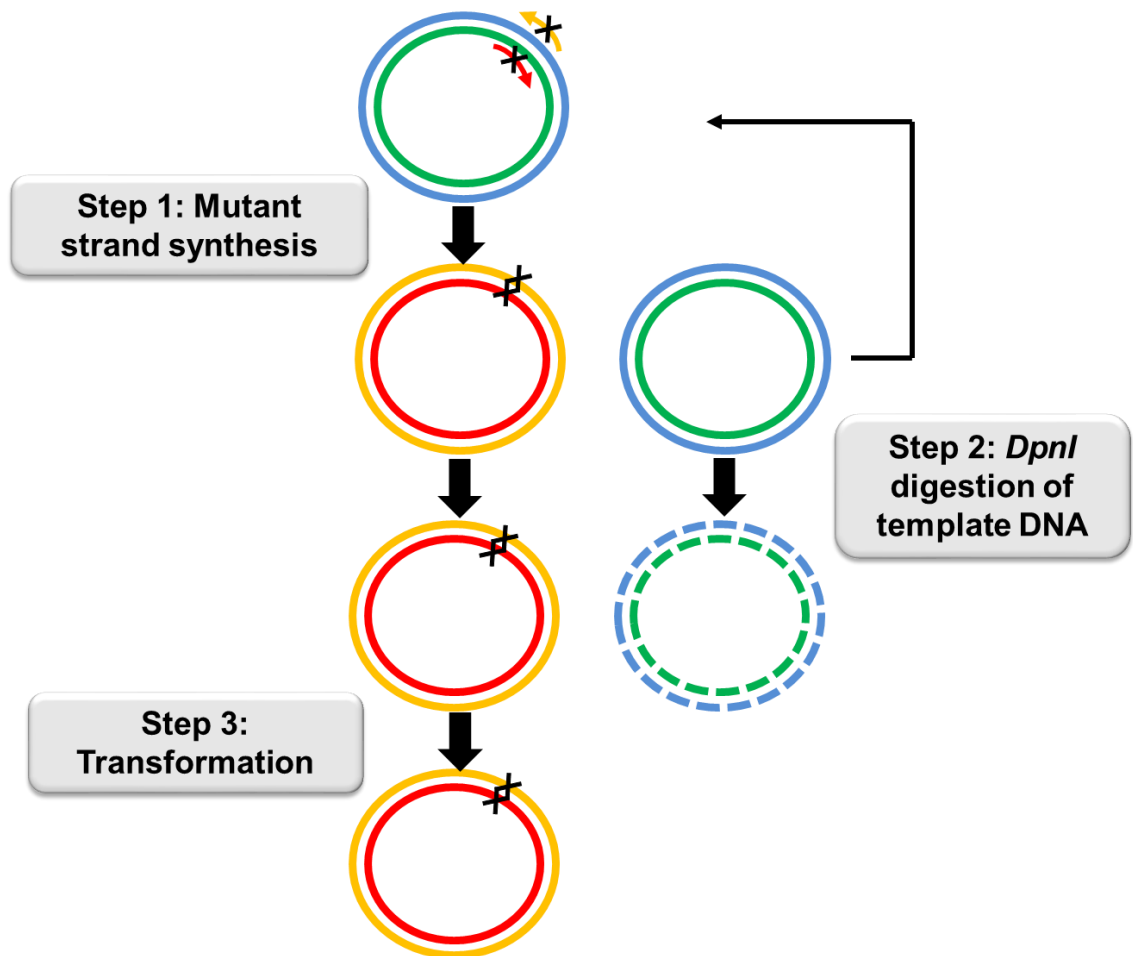 Step 1: Mutant
strand synthesis
Step 2: DpnI
digestion of
template DNA
Step 3:
Transformation